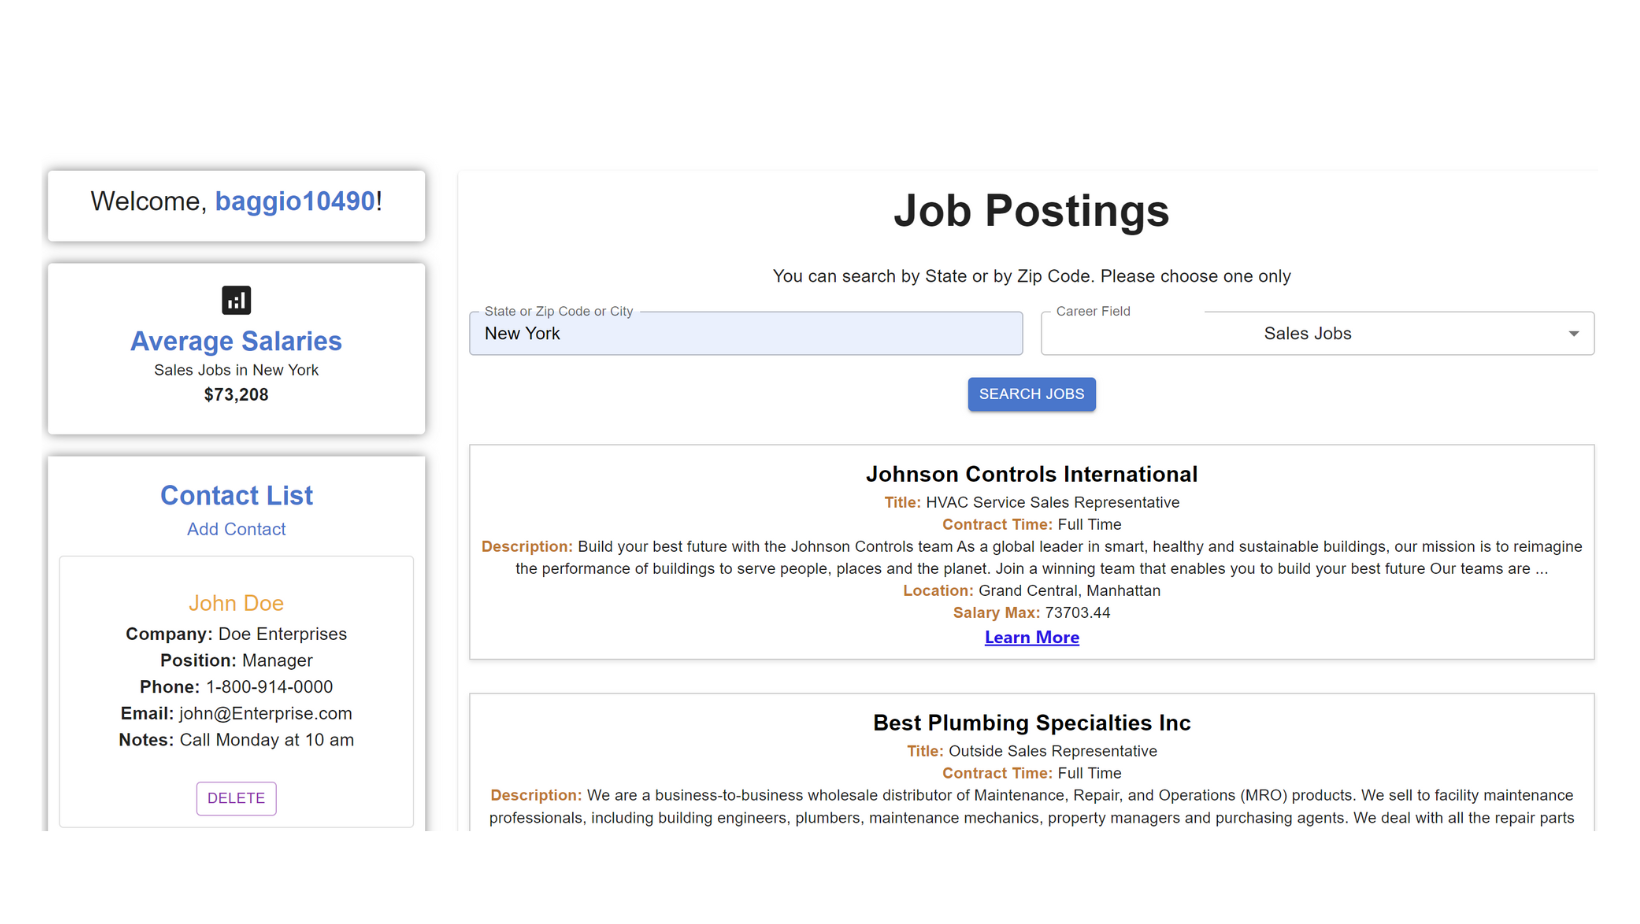 Welcome, baggio10490!
Average Salaries
Sales Jobs in New York
$73,208
Contact List
Add Contact
John Doe
Company: Doe Enterprises
Position: Manager
Phone: 1-800-914-0000
Email: john@Enterprise.com
Notes: Call Monday at 10 am
DELETE
Job Postings
You can search by State or by Zip Code. Please choose one only
State or Zip Code or City
New York
Career Field
Sales Jobs
SEARCH JOBS
Johnson Controls International
Title: HVAC Service Sales Representative
Contract Time: Full Time
Description: Build your best future with the Johnson Controls team As a global leader in smart, healthy and sustainable buildings, our mission is to reimagine
the performance of buildings to serve people, places and the planet. Join a winning team that enables you to build your best future Our teams are ...
Location: Grand Central, Manhattan
Salary Max: 73703.44
Learn More
Best Plumbing Specialties Inc
Title: Outside Sales Representative
Contract Time: Full Time
Description: We are a business-to-business wholesale distributor of Maintenance, Repair, and Operations (MRO) products. We sell to facility maintenance
professionals, including building engineers, plumbers, maintenance mechanics, property managers and purchasing agents. We deal with all the repair parts